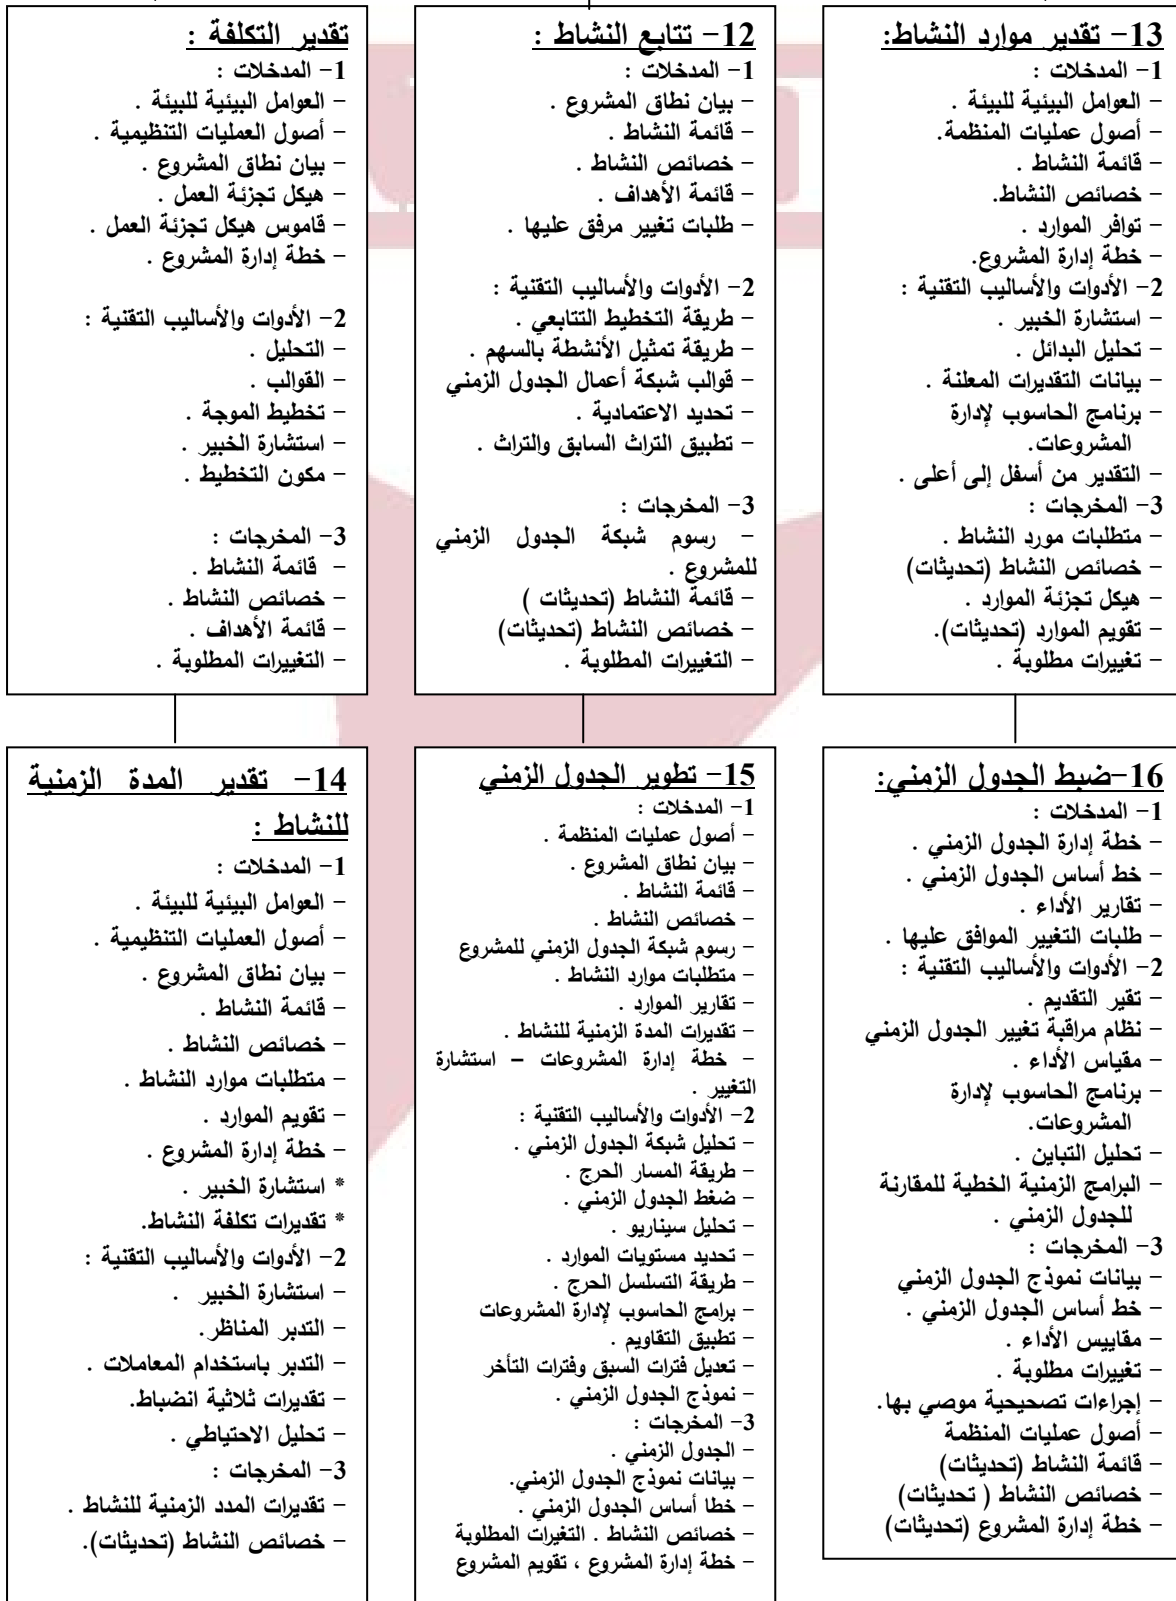 13- تقدير موارد النشاط:
1- المدخلات :
- العوامل البيئية للبيئة .
- أصول عمليات المنظمة.
- قائمة النشاط .
- خصائص النشاط.
- توافر الموارد .
- خطة إدارة المشروع.
2- الأدوات والأساليب التقنية :
- استشارة الخبير .
- تحليل البدائل .
- بيانات التقديرات المعلنة .
- برنامج الحاسوب لإدارة
المشروعات.
- التقدير من أسفل إلى أعلى .
3- المخرجات :
- متطلبات مورد النشاط .
- خصائص النشاط (تحديثات)
- هيكل تجزئة الموارد .
- تقويم الموارد (تحديثات).
- تغييرات مطلوبة .
12- تتابع النشاط :
1- المدخلات :
- بيان نطاق المشروع .
- قائمة النشاط .
- خصائص النشاط .
- قائمة الأهداف .
- طلبات تغيير مرفق عليها .
2- الأدوات والأساليب التقنية :
- طريقة التخطيط التتابعي .
- طريقة تمثيل الأنشطة بالسهم .
- قوالب شبكة أعمال الجدول الزمني
- تحديد الاعتمادية .
- تطبيق التراث السابق والتراث .
3- المخرجات :
- رسوم شبكة الجدول الزمني
للمشروع .
- قائمة النشاط (تحديثات )
- خصائص النشاط (تحديثات)
- التغييرات المطلوبة .
تقدير التكلفة :
1- المدخلات :
- العوامل البيئية للبيئة .
- أصول العمليات التنظيمية .
- بيان نطاق المشروع .
- هيكل تجزئة العمل .
- قاموس هيكل تجزئة العمل .
- خطة إدارة المشروع .
2- الأدوات والأساليب التقنية :
- التحليل .
- القوالب .
- تخطيط الموجة .
- استشارة الخبير .
- مكون التخطيط .
3- المخرجات :
- قائمة النشاط .
- خصائص النشاط .
- قائمة الأهداف .
- التغييرات المطلوبة .
16-ضبط الجدول الزمني:
1- المدخلات :
- خطة إدارة الجدول الزمني .
- خط أساس الجدول الزمني .
- تقارير الأداء .
- طلبات التغيير الموافق عليها .
2- الأدوات والأساليب التقنية :
- تقير التقديم .
- نظام مراقبة تغيير الجدول الزمني
- مقياس الأداء .
- برنامج الحاسوب لإدارة
المشروعات.
- تحليل التباين .
- البرامج الزمنية الخطية للمقارنة
للجدول الزمني .
3- المخرجات :
- بيانات نموذج الجدول الزمني
- خط أساس الجدول الزمني .
- مقاييس الأداء .
- تغييرات مطلوبة .
- إجراءات تصحيحية موصي بها.
- أصول عمليات المنظمة
- قائمة النشاط (تحديثات)
- خصائص النشاط ( تحديثات)
- خطة إدارة المشروع (تحديثات)
15- تطوير الجدول الزمني
1- المدخلات :
- أصول عمليات المنظمة .
- بيان نطاق المشروع .
- قائمة النشاط .
- خصائص النشاط .
- رسوم شبكة الجدول الزمني للمشروع
- متطلبات موارد النشاط .
- تقارير الموارد .
- تقديرات المدة الزمنية للنشاط .
- خطة إدارة المشروعات – استشارة
التغيير .
2- الأدوات والأساليب التقنية :
- تحليل شبكة الجدول الزمني .
- طريقة المسار الحرج .
- ضغط الجدول الزمني .
- تحليل سيناريو .
- تحديد مستويات الموارد .
- طريقة التسلسل الحرج .
- برامج الحاسوب لإدارة المشروعات
- تطبيق التقاويم .
- تعديل فترات السبق وفترات التأخر
- نموذج الجدول الزمني .
3- المخرجات :
- الجدول الزمني .
- بيانات نموذج الجدول الزمني.
- خطا أساس الجدول الزمني .
- خصائص النشاط . التغيرات المطلوبة
- خطة إدارة المشروع ، تقويم المشروع
14- تقدير المدة الزمنية
للنشاط :
1- المدخلات :
- العوامل البيئية للبيئة .
- أصول العمليات التنظيمية .
- بيان نطاق المشروع .
- قائمة النشاط .
- خصائص النشاط .
- متطلبات موارد النشاط .
- تقويم الموارد .
- خطة إدارة المشروع .
* استشارة الخبير .
* تقديرات تكلفة النشاط.
2- الأدوات والأساليب التقنية :
- استشارة الخبير .
- التدبر المناظر.
- التدبر باستخدام المعاملات .
- تقديرات ثلاثية انضباط.
- تحليل الاحتياطي .
3- المخرجات :
- تقديرات المدد الزمنية للنشاط .
- خصائص النشاط (تحديثات).